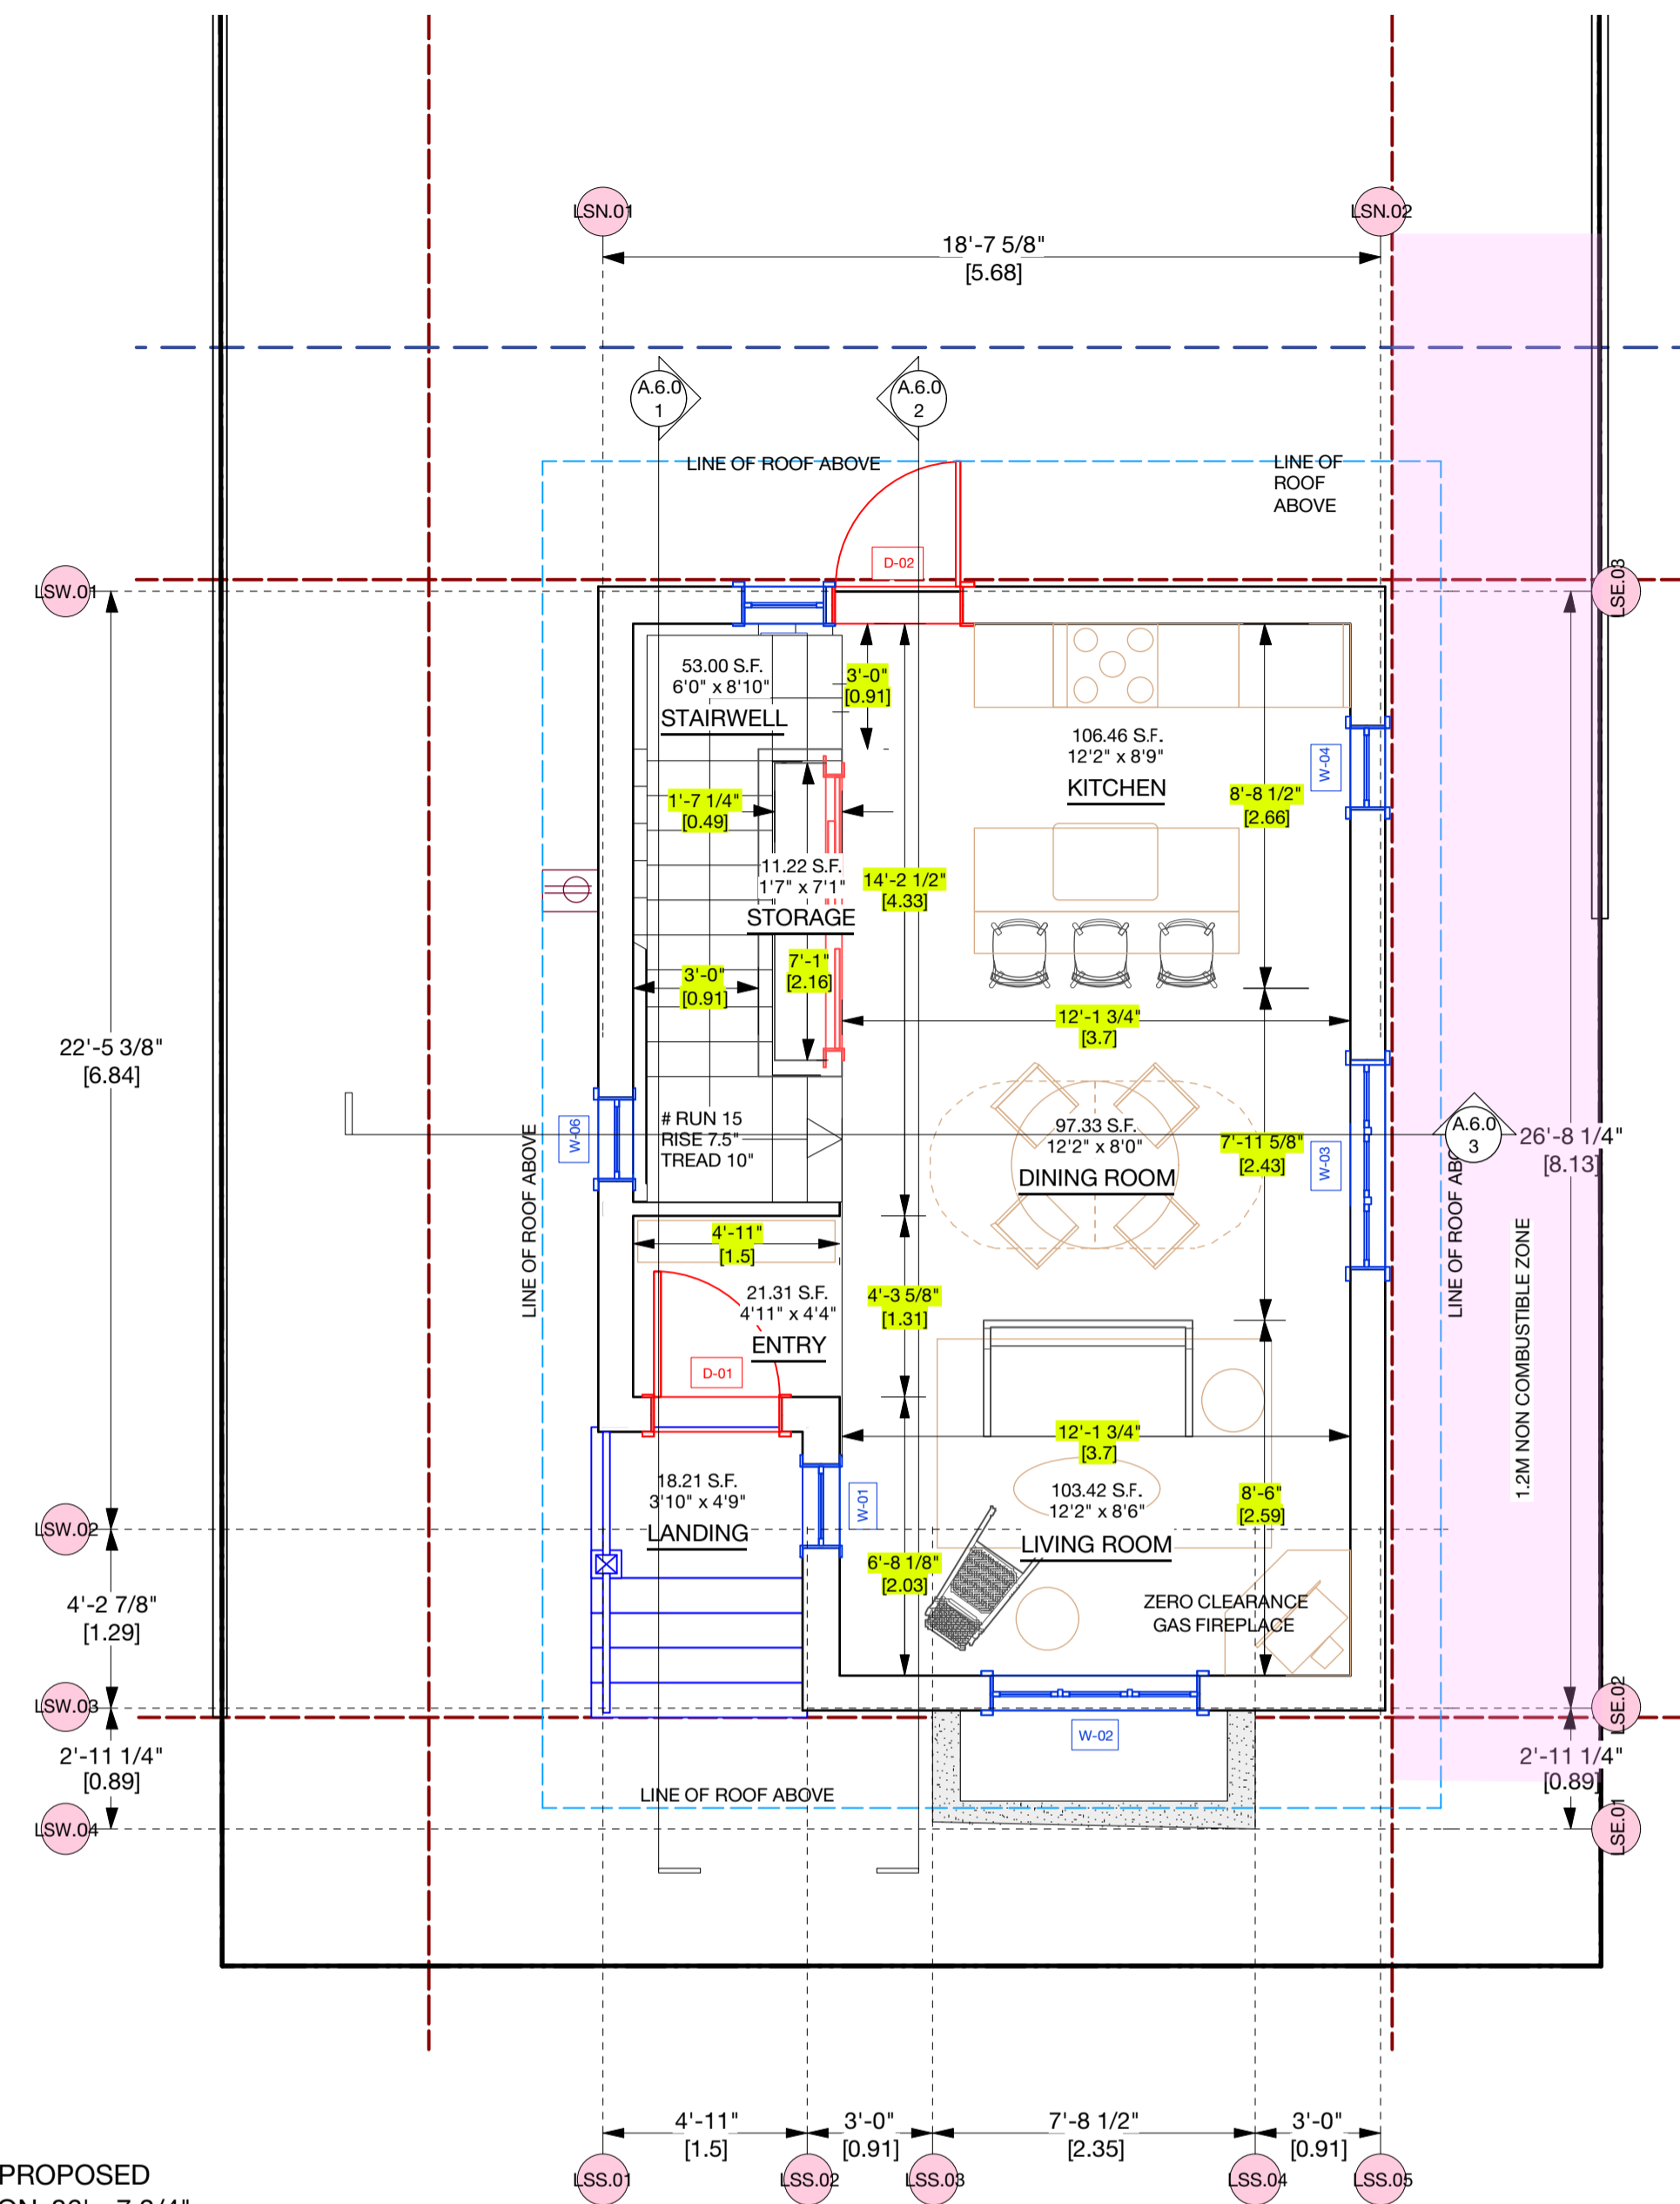 LSN.01
LSN.02
18'-7 5/8"
[5.68]
A.6.0
1
A.6.0
2
LINE OF ROOF ABOVE
LINE OF
ROOF
ABOVE
D-02
LSW.01
LSE.03
53.00 S.F.
6'0" x 8'10"
STAIRWELL
3'-0"
[0.91]
106.46 S.F.
12'2" x 8'9"
KITCHEN
W-04
8'-8 1/2"
[2.66]
1'-7 1/4"
[0.49]
11.22 S.F.
1'7" x 7'1"
STORAGE
14'-2 1/2"
[4.33]
7'-1"
[2.16]
3'-0"
[0.91]
12'-1 3/4"
[3.7]
22'-5 3/8"
[6.84]
# RUN 15
RISE 7.5"
TREAD 10"
W-06
LINE OF ROOF ABOVE
97.33 S.F.
12'2" x 8'0"
DINING ROOM
7'-11 5/8"
[2.43]
W-03
A.6.0
3
26'-8 1/4"
[8.13]
LINE OF ROOF ABO
1.2M NON COMBUSTIBLE ZONE
4'-11"
[1.5]
21.31 S.F.
4'11" x 4'4"
ENTRY
4'-3 5/8"
[1.31]
D-01
12'-1 3/4"
[3.7]
18.21 S.F.
3'10" x 4'9"
LANDING
W-01
103.42 S.F.
12'2" x 8'6"
LIVING ROOM
8'-6"
[2.59]
LSW.02
6'-8 1/8"
[2.03]
4'-2 7/8"
[1.29]
ZERO CLEARANCE
GAS FIREPLACE
LSW.03
LSE.02
W-02
2'-11 1/4"
[0.89]
2'-11 1/4"
[0.89]
LINE OF ROOF ABOVE
LSW.04
LSE.01
4'-11"
[1.5]
3'-0"
[0.91]
7'-8 1/2"
[2.35]
3'-0"
[0.91]
LSS.01
LSS.02
LSS.03
LSS.04
LSS.05
PROPOSED